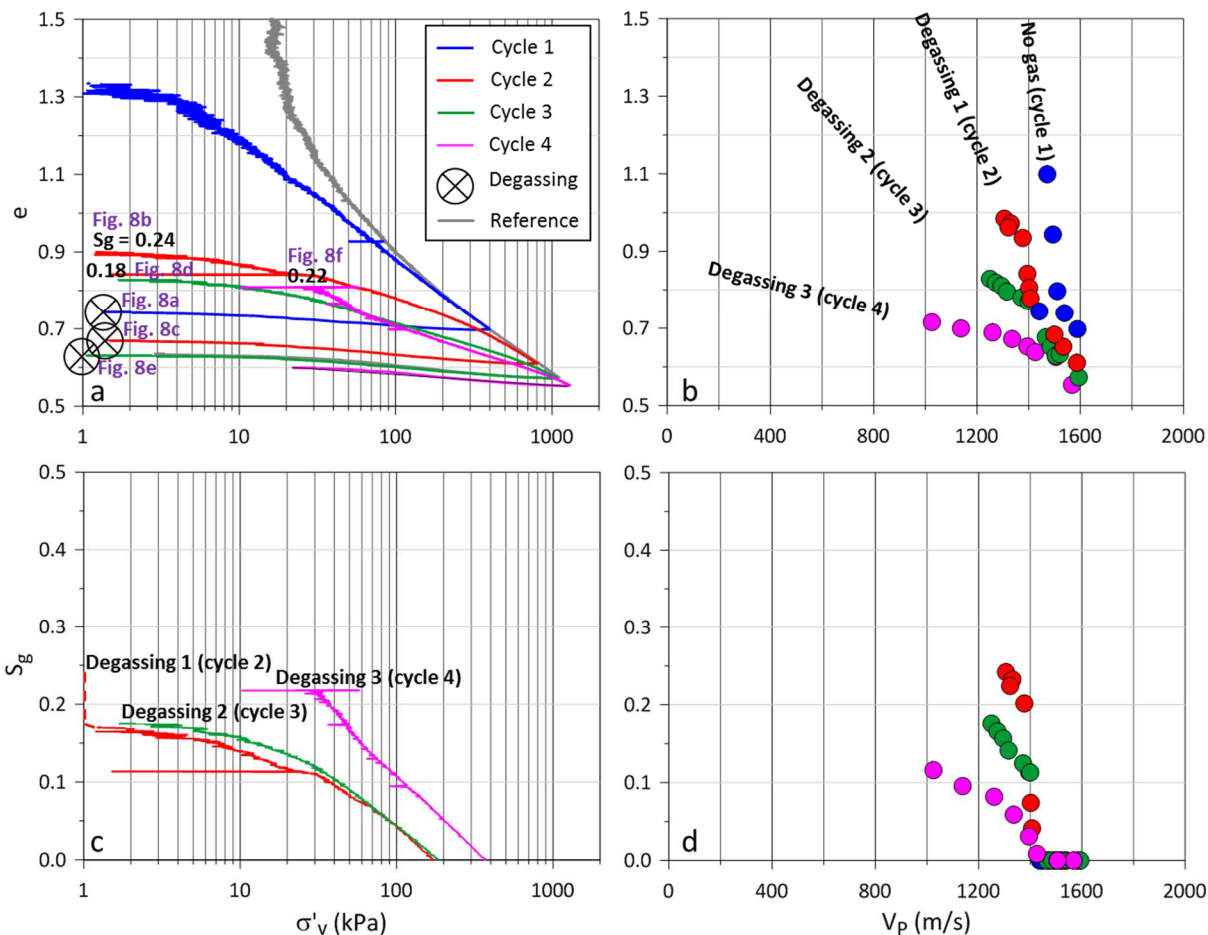 1.5
1.3
1.1
0.9
0.7
0.5
e
Cycle 1
Cycle 2
Cycle 3
Cycle 4
Degassing
Reference
Fig. 8b
Sg = 0.24
0.18 Fig. 8d
Fig. 8f
0.22
Fig. 8a
Fig. 8c
Fig. 8e
a
1 10 100 1000
1.5
1.3
1.1
0.9
0.7
0.5
No gas (cycle 1)
Degassing 1 (cycle 2)
Degassing 2 (cycle 3)
Degassing 3 (cycle 4)
b
0 400 800 1200 1600 2000
0.5
0.4
0.3
0.2
0.1
0.0
Sg
Degassing 1 (cycle 2)
Degassing 3 (cycle 4)
Degassing 2 (cycle 3)
c
1 10 100 1000
σ'v (kPa)
0.5
0.4
0.3
0.2
0.1
0.0
d
0 400 800 1200 1600 2000
VP (m/s)